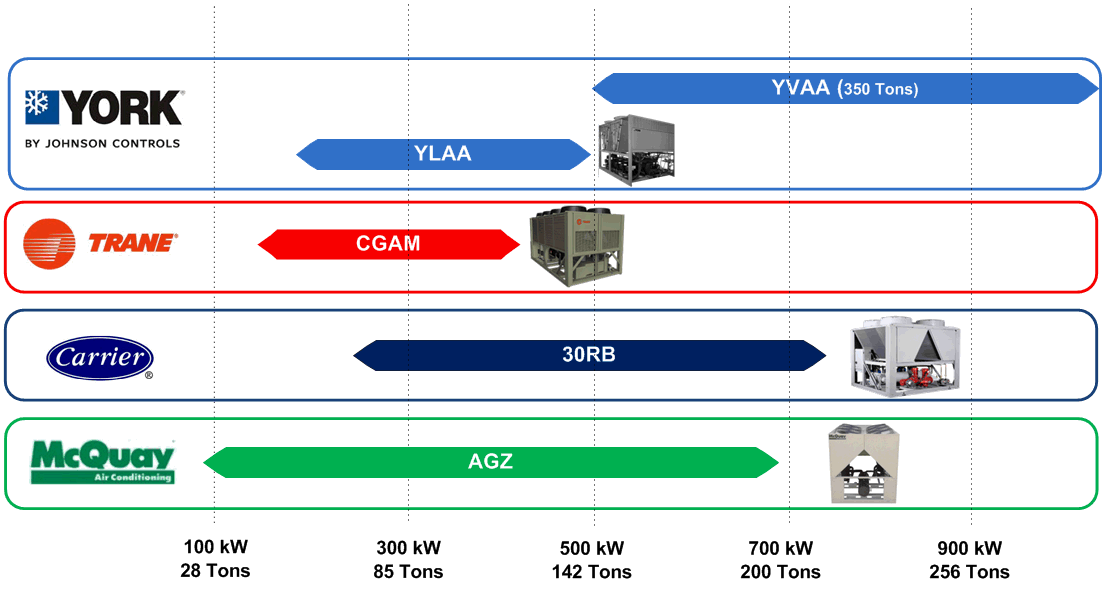 YVAA (350 Tons)
YORK®
BY JOHNSON CONTROLS
YLAA
TRANE®
CGAM
Carrier
®
30RB
McQuay
Air Conditioning
AGZ
McQuay
100 kW
28 Tons
300 kW
85 Tons
500 kW
142 Tons
700 kW
200 Tons
900 kW
256 Tons